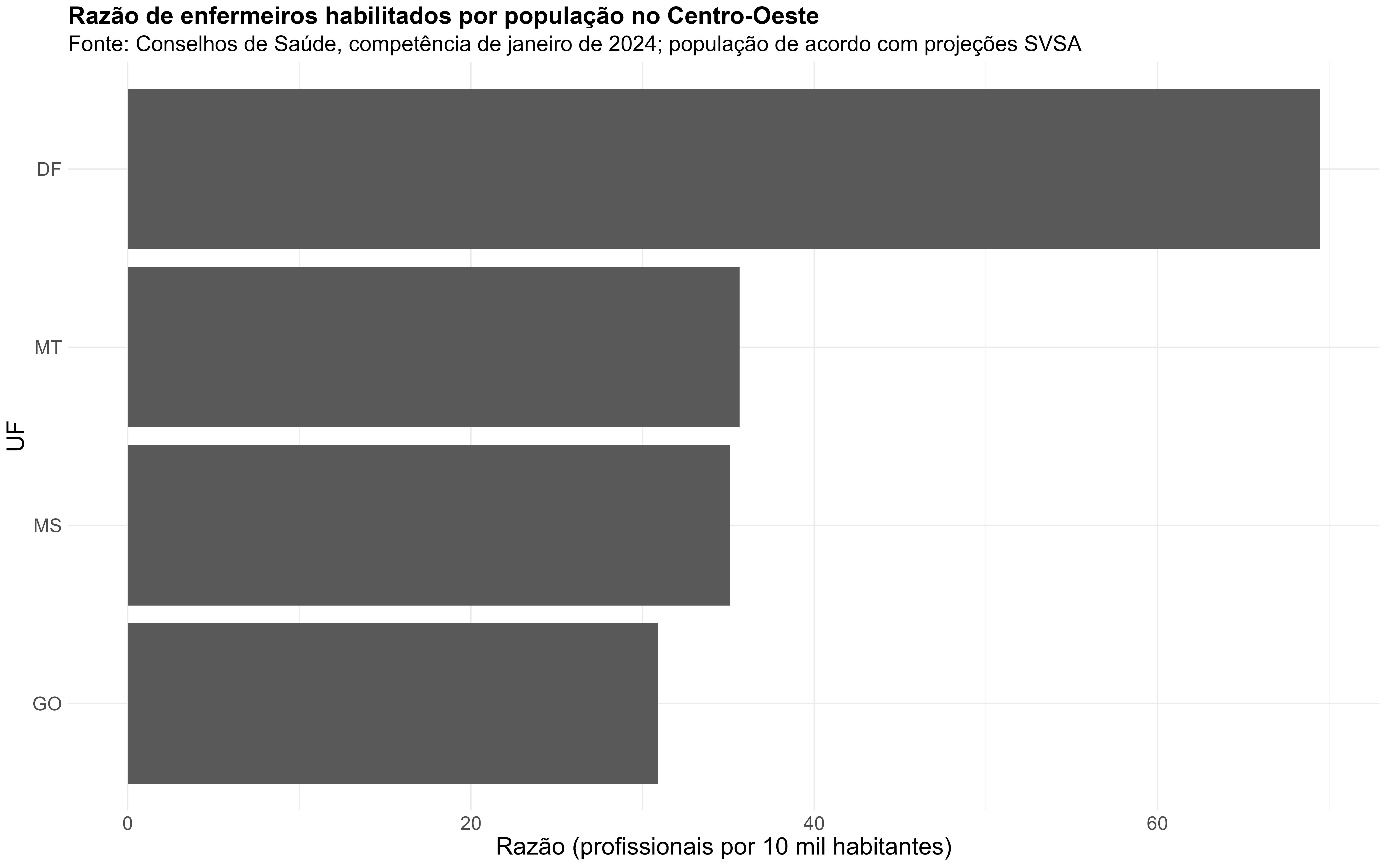 Razão de enfermeiros habilitados por população no Centro-Oeste
Fonte: Conselhos de Saúde, competência de janeiro de 2024; população de acordo com projeções SVSA
DF
MT
MS
GO
UF
0 20 40 60
Razão (profissionais por 10 mil habitantes)